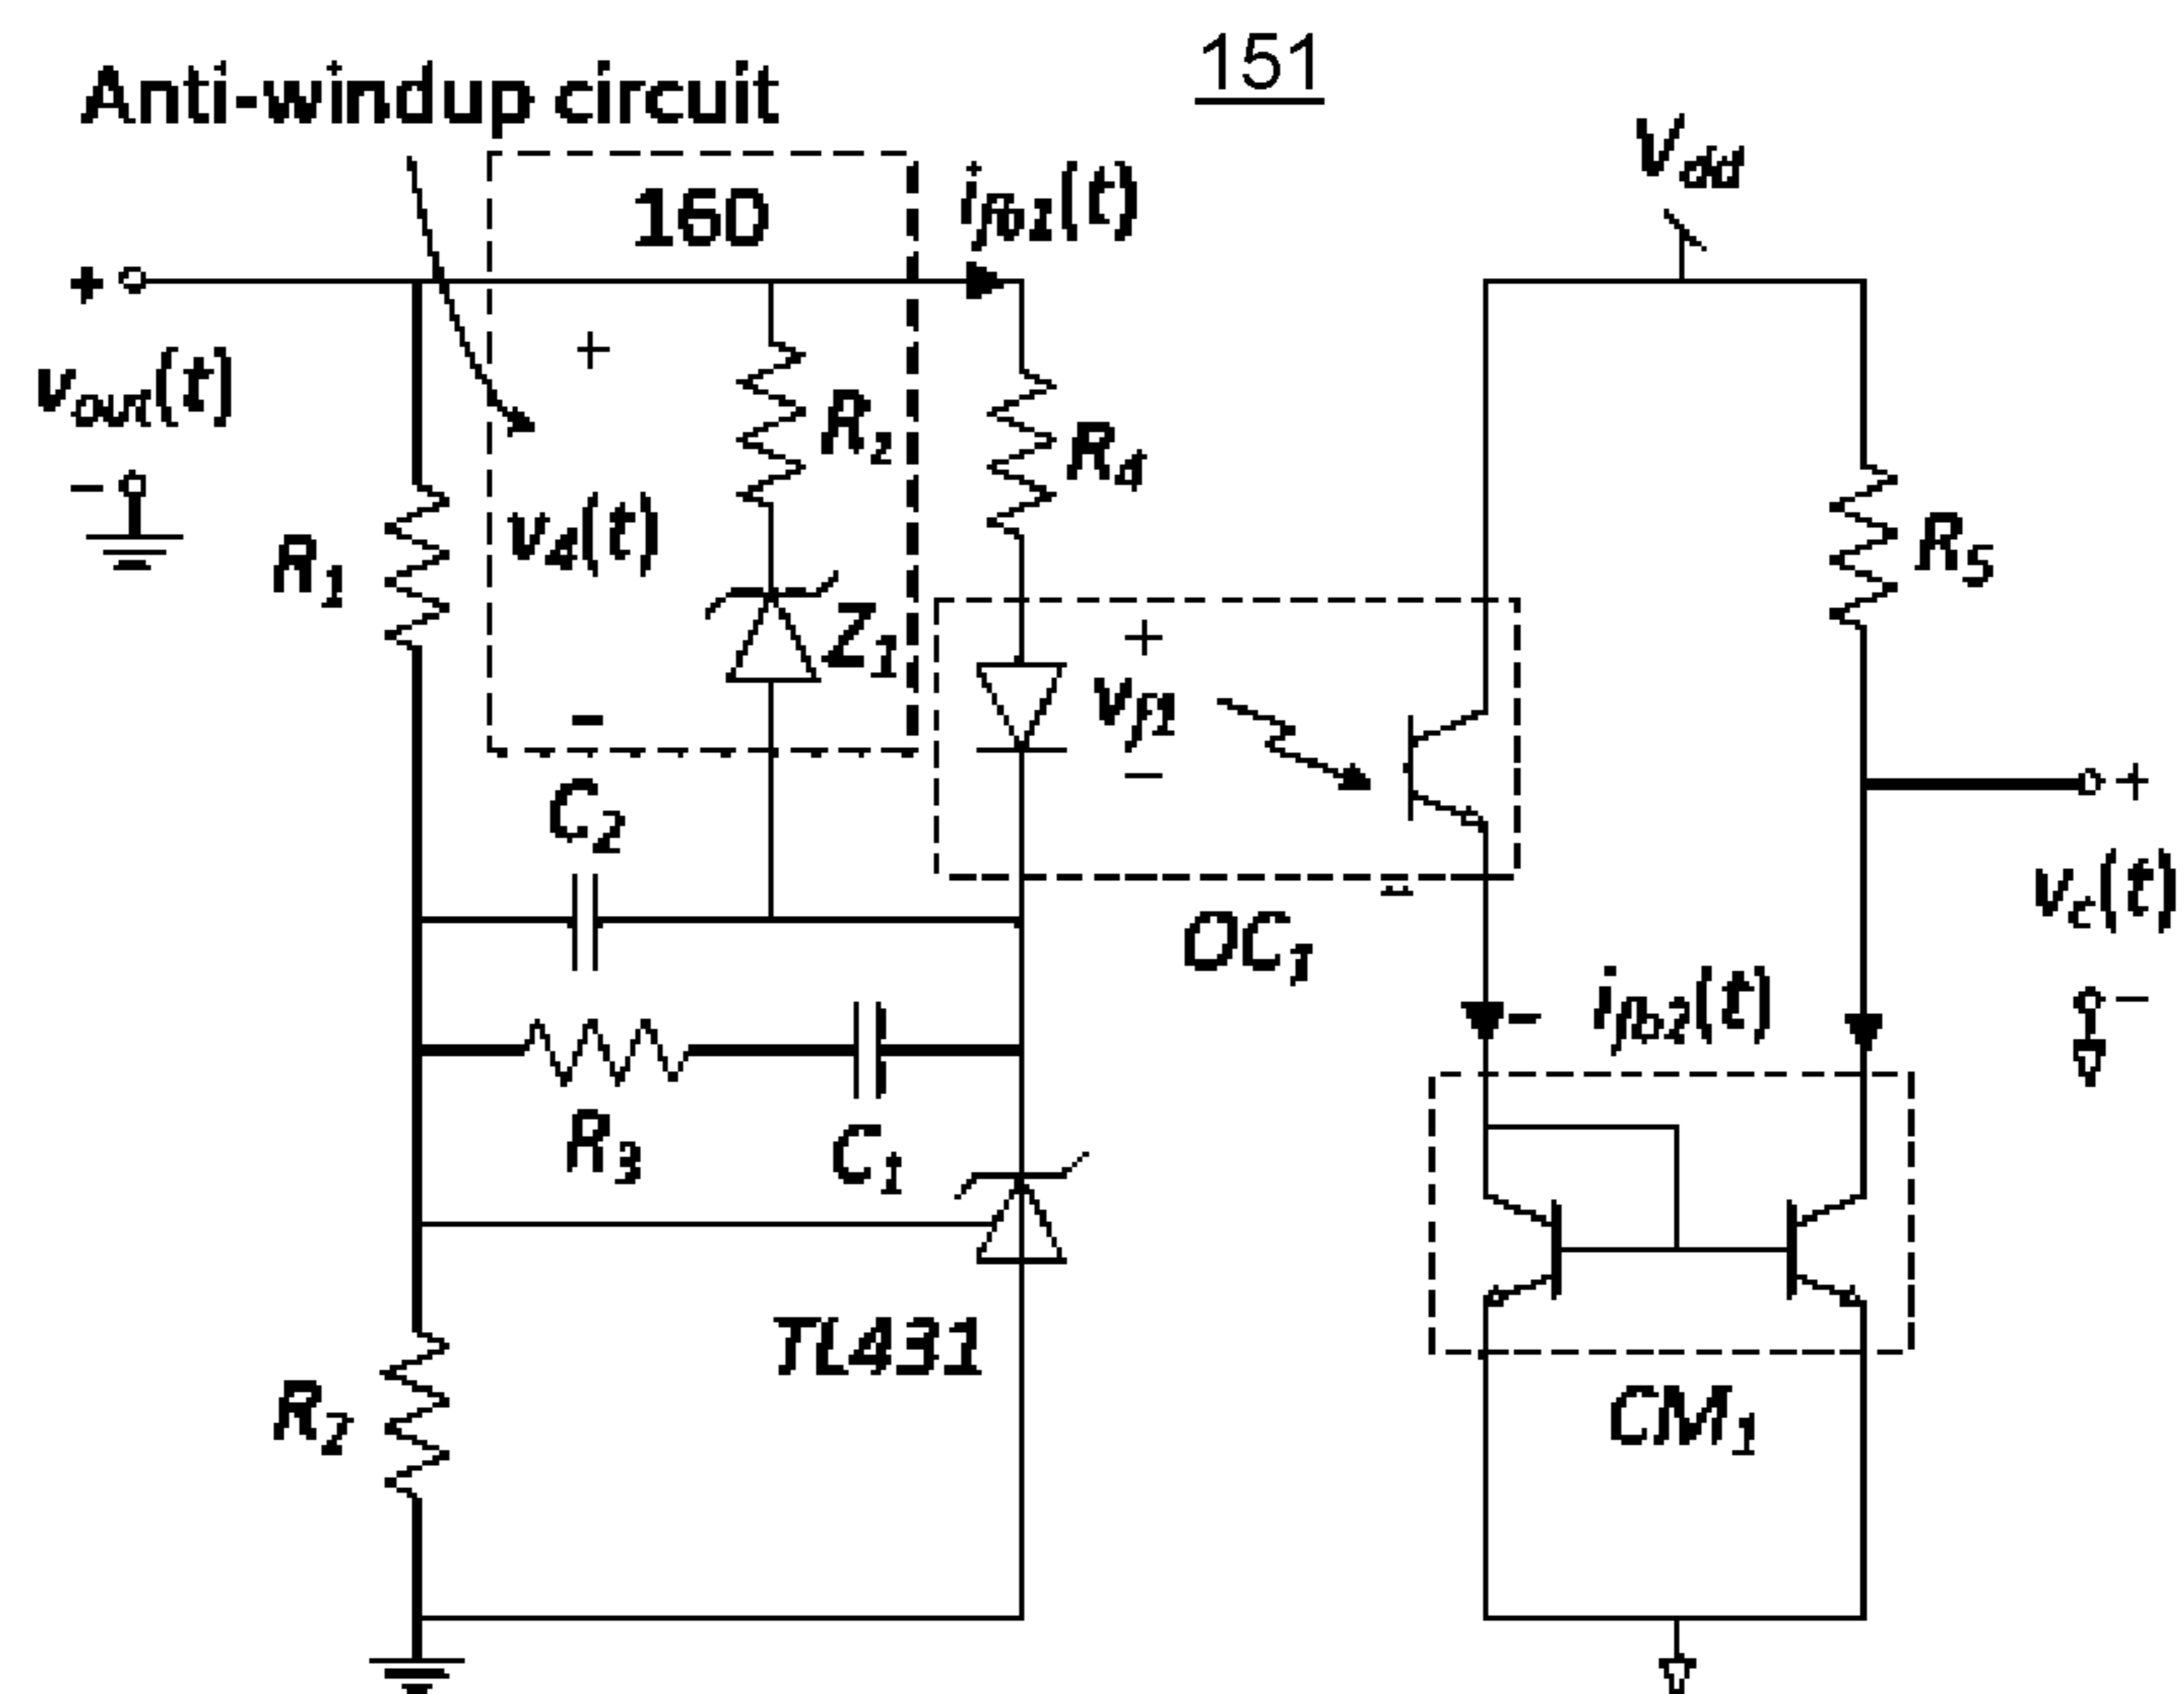 151
Anti-windup circuit
160
i_fb1(t)
V_dd
+
v_out(t)
-
+
v_4(t)
-
R_1
R_z
Z_1
R_4
+
v_f1
-
R_5
C_2
OC_1
+
v_c(t)
-
i_fb2(t)
R_3
C_1
TL431
R_2
CM_1